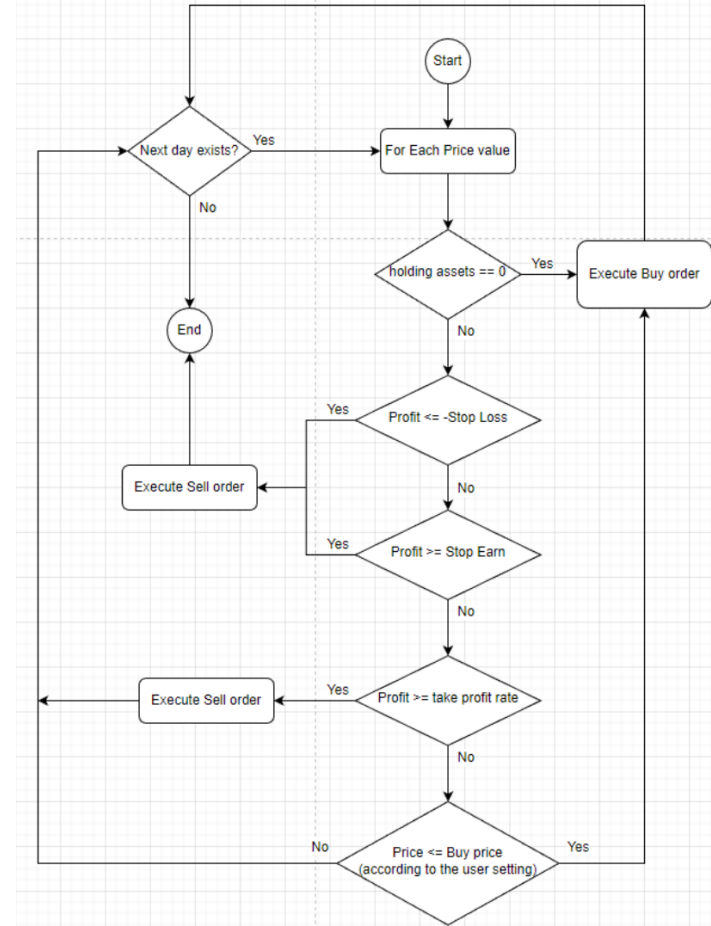 Start
Next day exists?
Yes
For Each Price value
No
holding assets == 0
Yes
Execute Buy order
No
End
Yes
Profit <= -Stop Loss
No
Execute Sell order
Yes
Profit >= Stop Earn
No
Yes
Profit >= take profit rate
Execute Sell order
No
No
Price <= Buy price
(according to the user setting)
Yes